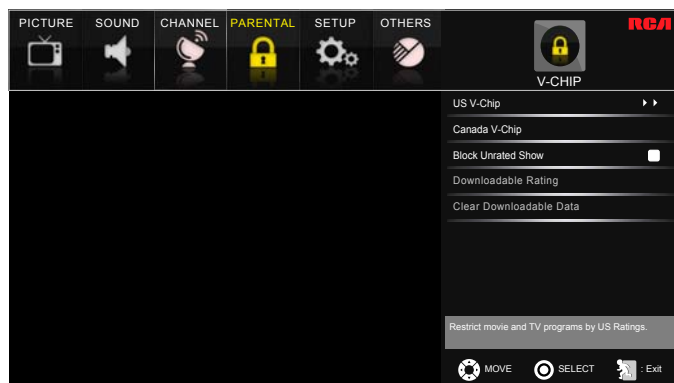 PICTURE SOUND CHANNEL PARENTAL SETUP OTHERS
RCA
V-CHIP
US V-Chip
Canada V-Chip
Block Unrated Show
Downloadable Rating
Clear Downloadable Data
Restrict movie and TV programs by US Ratings.
MOVE SELECT : Exit